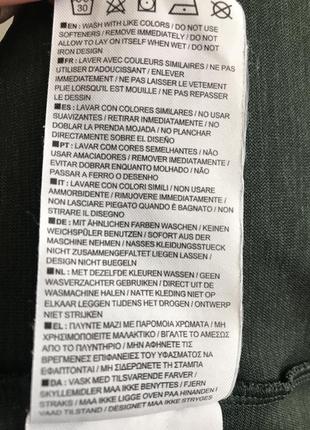 30
■ EN: WASH WITH LIKE COLORS / DO NOT USE
SOFTENERS / REMOVE IMMEDIATELY / DO NOT
ALLOW TO LAY ON ITSELF WHEN WET / DO NOT
IRON DESIGN
■ FR: LAVER AVEC COULEURS SIMILAIRES / NE PAS
UTILISER D'ADOUCISSANT / ENLEVER
IMMEDIATEMENT / NE PAS LAISSER LE VETEMENT
PLIE LORSQU'IL EST MOUILLE / NE PAS REPASSER
LE DESSIN
■ ES: LAVAR CON COLORES SIMILARES / NO USAR
SUAVIZANTES / RETIRAR INMEDIATAMENTE / NO
DOBLAR LA PRENDA MOJADA / NO PLANCHAR
DIRECTAMENTE SOBRE EL DISEÑO
■ PT: LAVAR COM CORES SEMELHANTES / NÃO
USAR AMACIADORES / REMOVER IMEDIATAMENTE /
EVITAR DOBRAR ENQUANTO MOLHADA / NÃO
PASSAR A FERRO O DESENHO
■ IT: LAVARE CON COLORI SIMILI / NON USARE
AMMORBIDENTE / RIMUOVERE IMMEDIATAMENTE /
NON LASCIARE PIEGATO QUANDO È BAGNATO / NON
STIRARE IL DISEGNO
■ DE: MIT ÄHNLICHEN FARBEN WASCHEN / KEINEN
WEICHSPÜLER BENUTZEN / SOFORT AUS DER
MASCHINE NEHMEN / NASSES KLEIDUNGSSTUECK
NICHT ZUSAMMENGEFALTET LIEGEN LASSEN /
DESIGN NICHT BUEGELN
■ NL: MET DEZELFDE KLEUREN WASSEN / GEEN
WASVERZACHTER GEBRUIKEN / DIRECT UIT DE
WASMACHINE HALEN / NATTE KLEDING NIET OP
ELKAAR LEGGEN TIJDENS HET DROGEN / ONTWERP
NIET STRIJKEN
■ EL: ΠΛΥΝΤΕ ΜΑΖΙ ΜΕ ΠΑΡΟΜΟΙΑ ΧΡΩΜΑΤΑ / ΜΗ
ΧΡΗΣΙΜΟΠΟΙΕΙΤΕ ΜΑΛΑΚΤΙΚΟ / ΒΓΑΛΤΕ ΤΟ ΑΜΕΣΩΣ
ΑΠΟ ΤΟ ΠΛΥΝΤΗΡΙΟ / ΜΗΝ ΑΦΗΝΕΤΕ ΤΙΣ
ΒΡΕΓΜΕΝΕΣ ΕΠΙΦΑΝΕΙΕΣ ΤΟΥ ΥΦΑΣΜΑΤΟΣ ΝΑ
ΕΦΑΠΤΟΝΤΑΙ / ΜΗ ΣΙΔΕΡΩΝΕΤΕ ΤΗ ΣΤΑΜΠΑ
■ DA: VASK MED TILSVARENDE FARVER / BRUG IKKE
SKYLLEMIDLER MAA IKKE BENYTTES / FJERN
STRAKS / MAA IKKE LIGGE OVEN PAA HINANDEN /
VAAD TILSTAND / DESIGNET MAA IKKE STRYGES